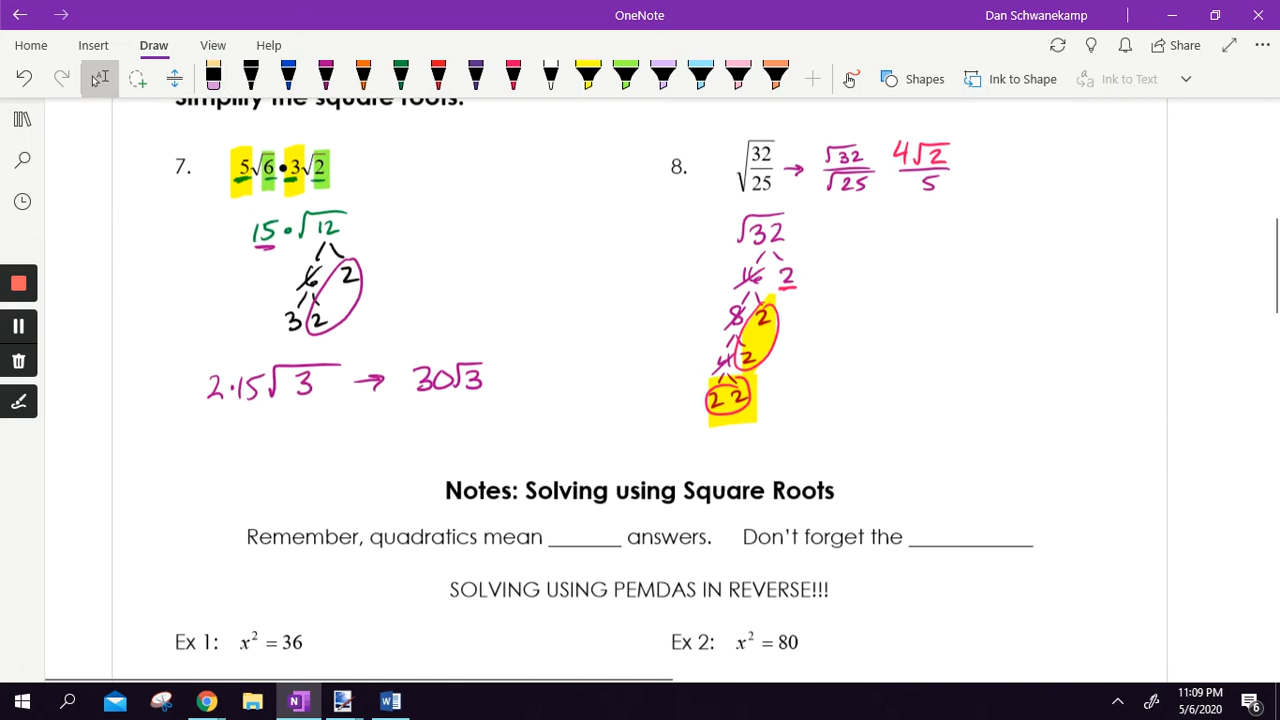 OneNote
Dan Schwanekamp
Home Insert Draw View Help
Share
Shapes Ink to Shape Ink to Text
Simplify the square roots.
7. 5√6•3√2
15•√12
6 2
3 2
2·15√3 → 30√3
8. √(32/25) → √32/√25 4√2/5
√32
16 2
8 2
4 2
2 2
Notes: Solving using Square Roots
Remember, quadratics mean _______ answers. Don't forget the ___________
SOLVING USING PEMDAS IN REVERSE!!!
Ex 1: x² = 36
Ex 2: x² = 80
11:09 PM
5/6/2020
6